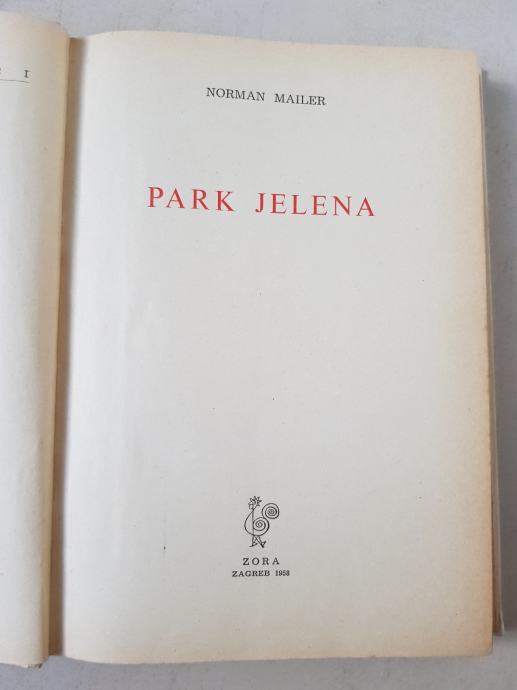 I
NORMAN MAILER
PARK JELENA
ZORA
ZAGREB 1958